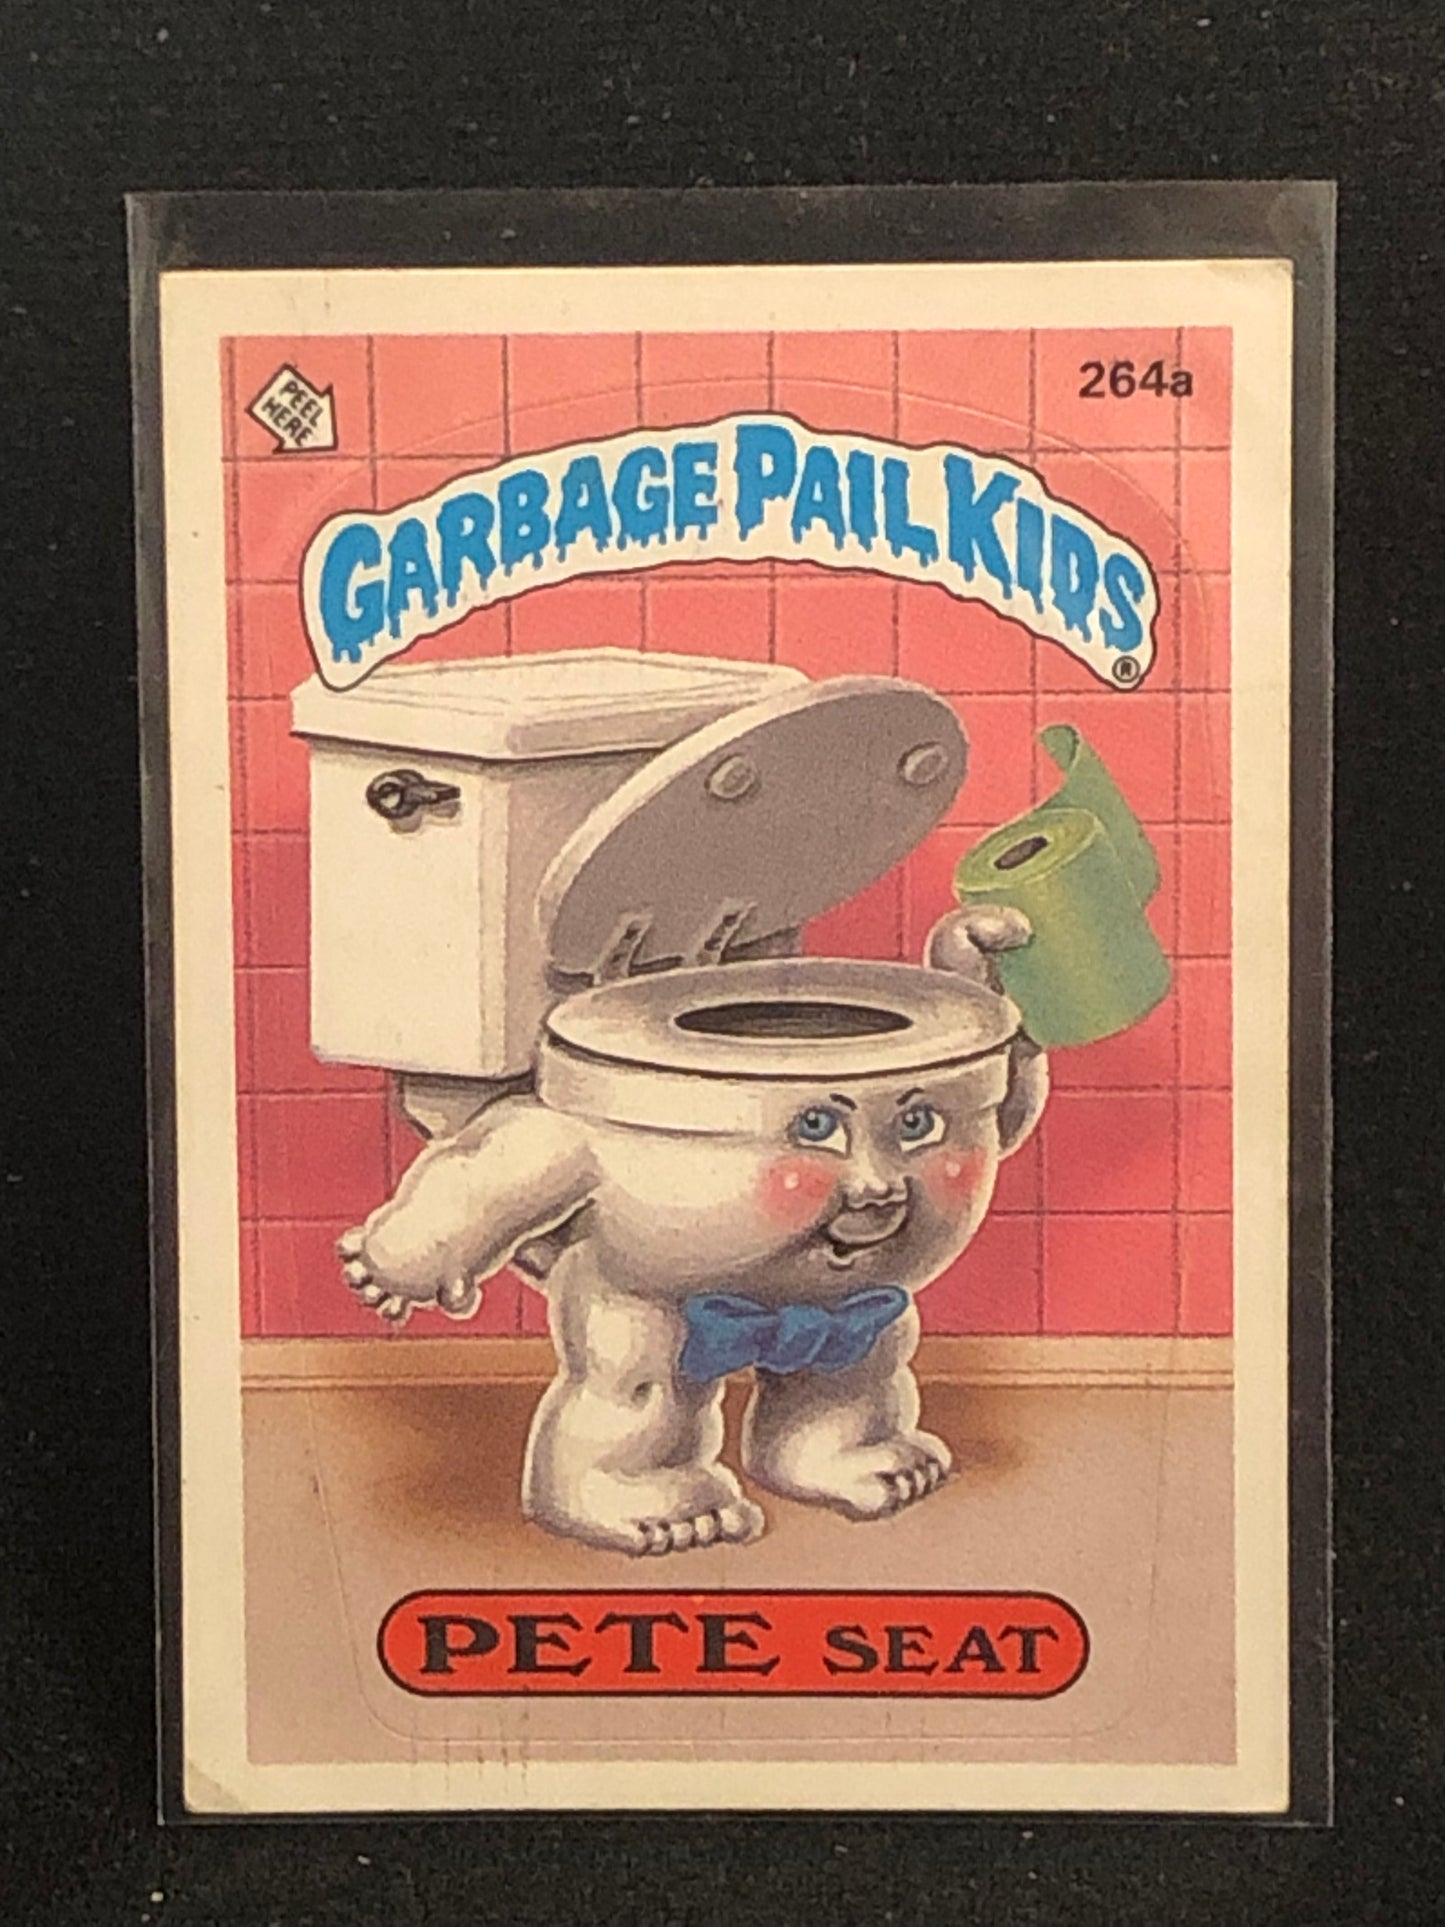 PEEL
HERE
264a
GARBAGE PAIL KIDS
®
PETE SEAT